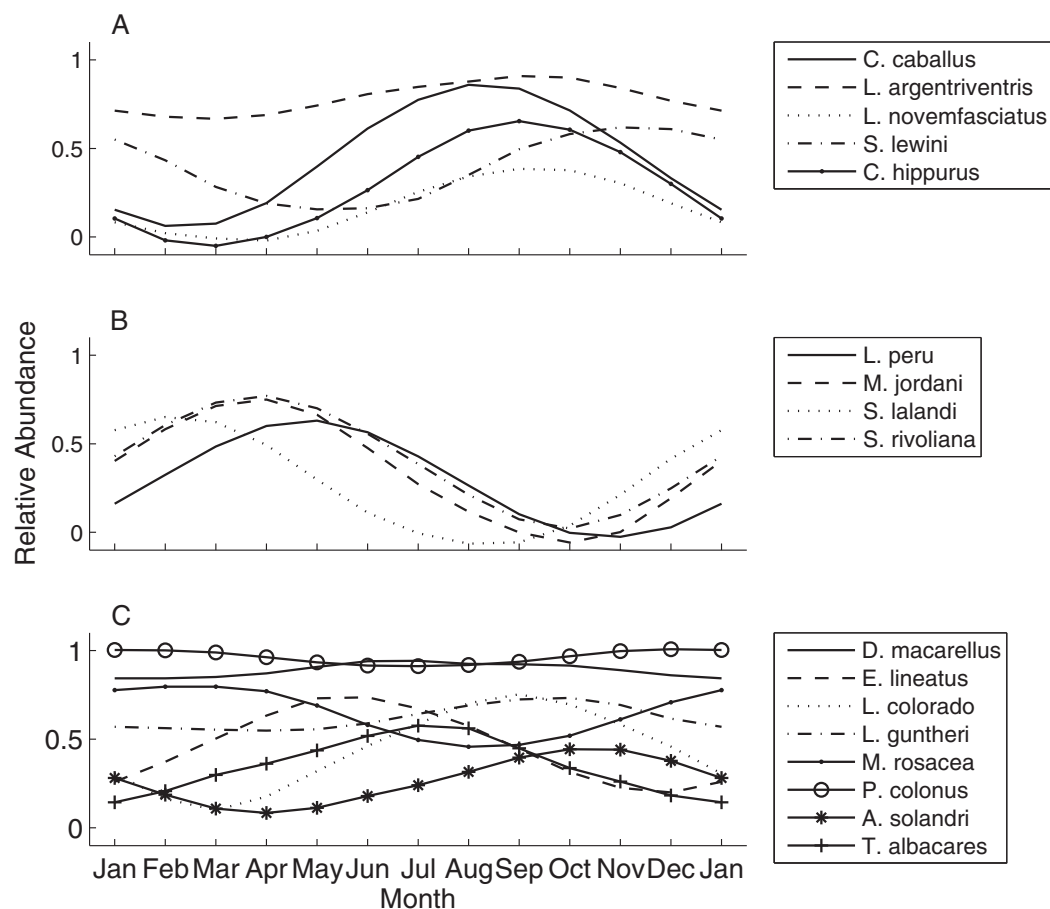 A
1
0.5
0
C. caballus
L. argentriventris
L. novemfasciatus
S. lewini
C. hippurus
B
1
0.5
0
L. peru
M. jordani
S. lalandi
S. rivoliana
Relative Abundance
C
1
0.5
0
D. macarellus
E. lineatus
L. colorado
L. guntheri
M. rosacea
P. colonus
A. solandri
T. albacares
Jan Feb Mar Apr May Jun Jul Aug Sep Oct Nov Dec Jan
Month